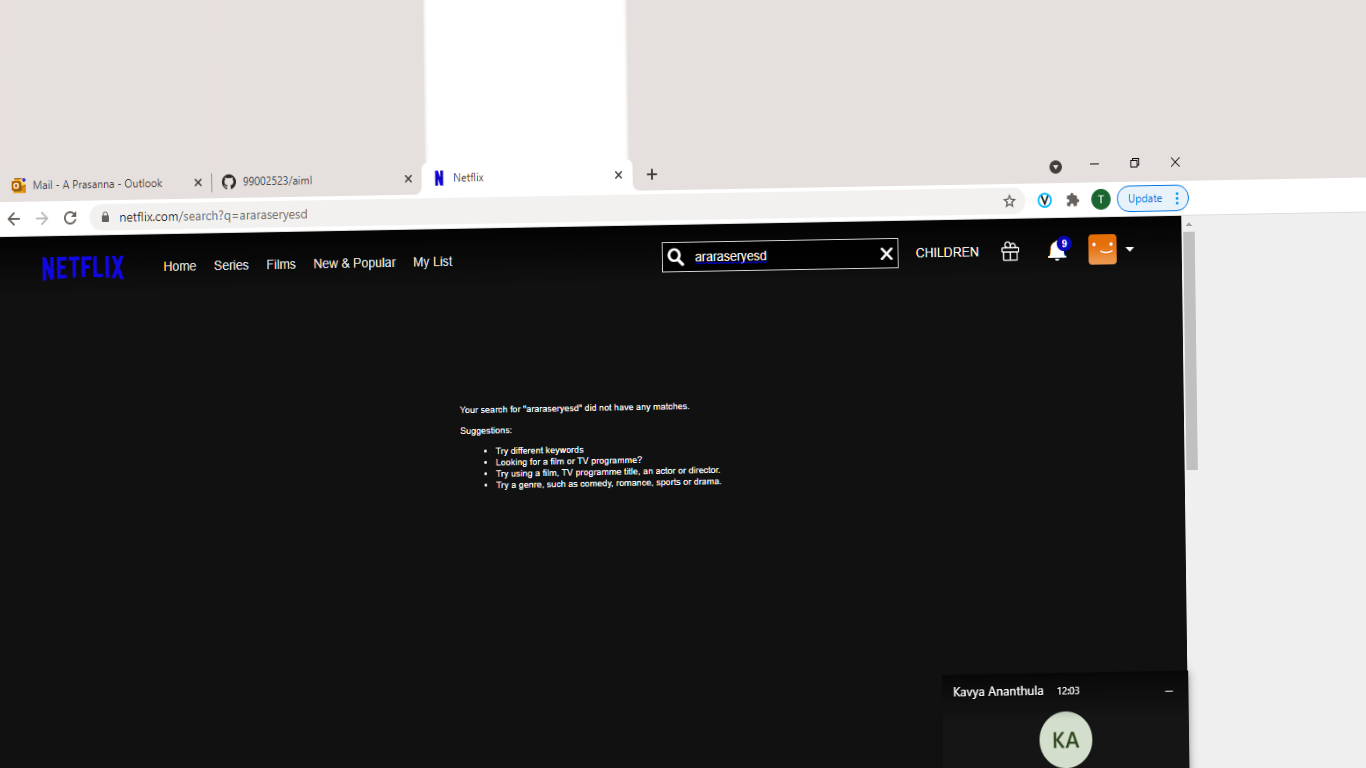 Mail - A Prasanna - Outlook
99002523/aiml
Netflix
netflix.com/search?q=araraseryesd
T
Update
NETFLIX
Home
Series
Films
New & Popular
My List
araraseryesd
CHILDREN
9
Your search for "araraseryesd" did not have any matches.
Suggestions:
Try different keywords
Looking for a film or TV programme?
Try using a film, TV programme title, an actor or director.
Try a genre, such as comedy, romance, sports or drama.
Kavya Ananthula 12:03
KA